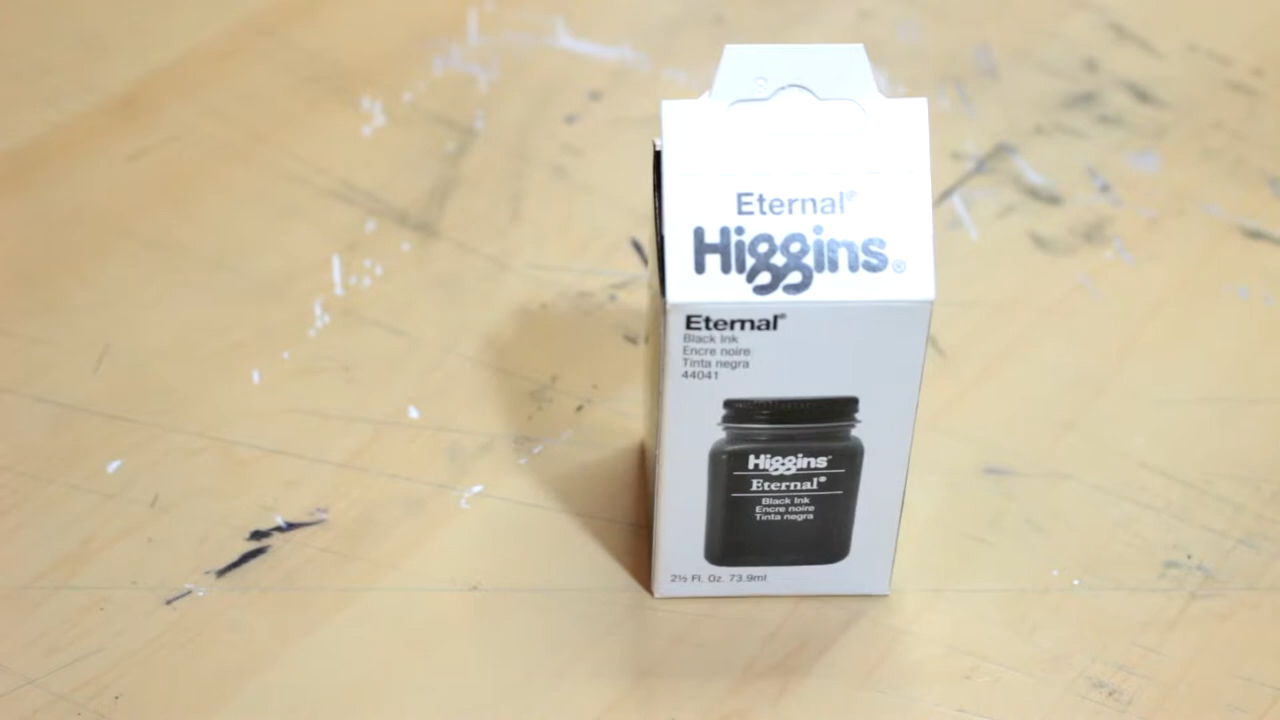 Eternal®
Higgins®
Eternal®
Black Ink
Encre noire
Tinta negra
44041
Higgins®
Eternal®
Black Ink
Encre noire
Tinta negra
2½ Fl. Oz. 73.9ml